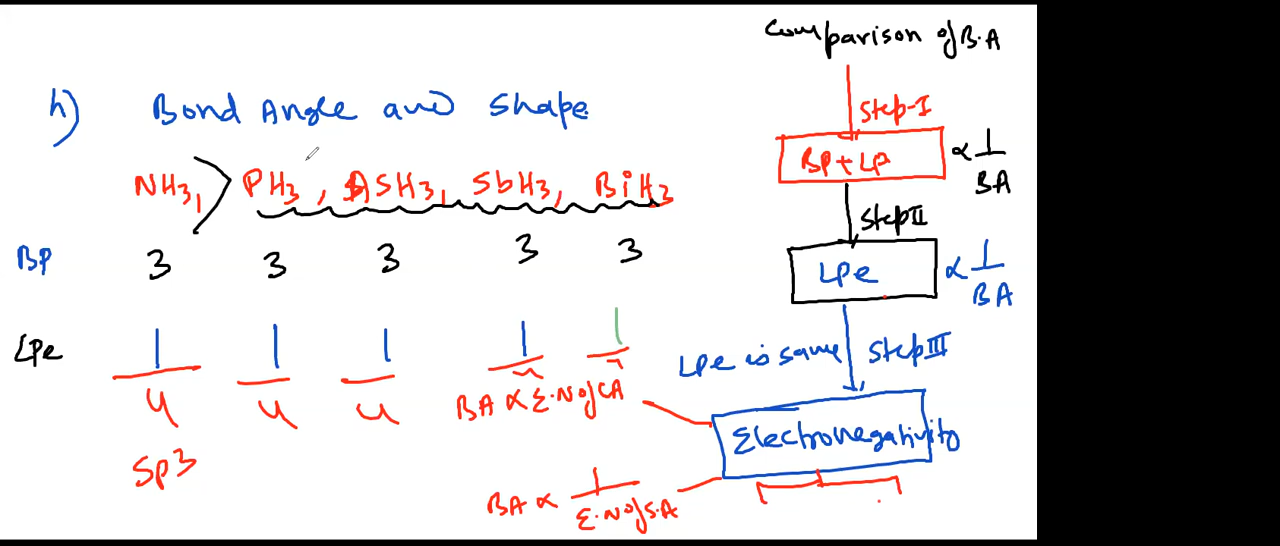 Comparison of B.A
h) Bond Angle and Shape
Step-I
BP + LP ∝ 1/BA
NH3, > PH3, ASH3, SbH3, BiH3
Step II
BP 3 3 3 3 3
LPe ∝ 1/BA
LPe 1 1 1 1 1
LPe is same Step III
4 4 4
BA ∝ E.N of CA
Electronegativity
SP3
BA ∝ 1/E.N of S.A